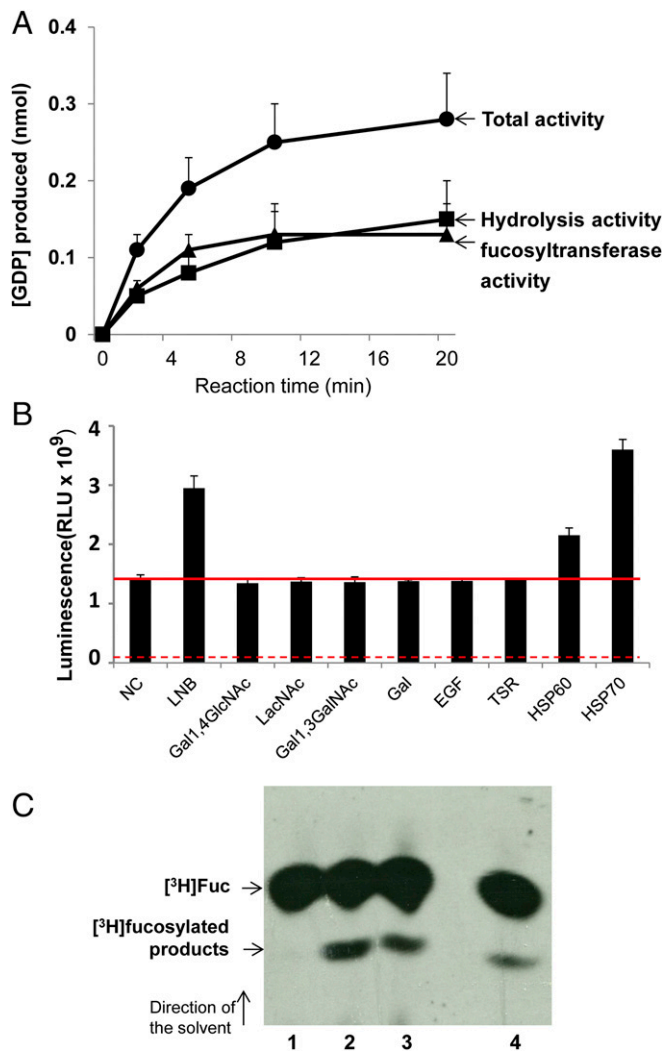 A
[GDP] produced (nmol)
0.4
0.3
0.2
0.1
0
0 4 8 12 16 20
Reaction time (min)
Total activity
Hydrolysis activity
fucosyltransferase
activity
B
Luminescence(RLU x 10⁹)
4
3
2
1
0
NC
LNB
Gal1,4GlcNAc
LacNAc
Gal1,3GalNAc
Gal
EGF
TSR
HSP60
HSP70
C
[³H]Fuc
[³H]fucosylated
products
Direction of
the solvent
1 2 3 4